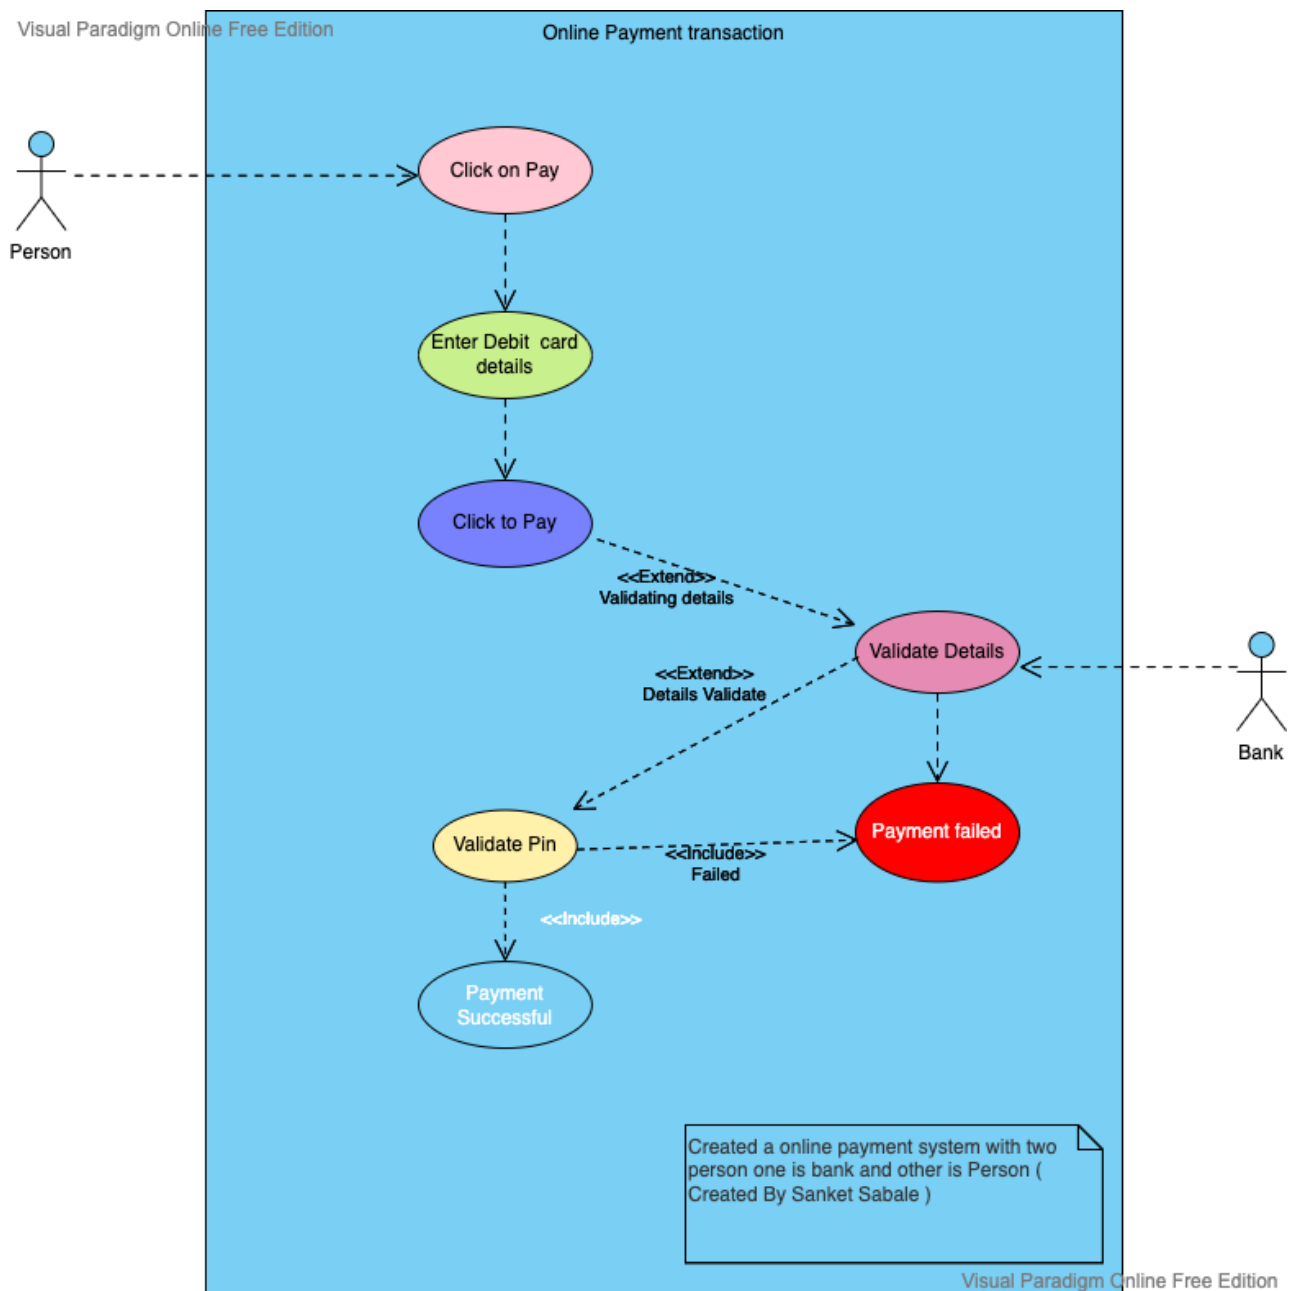 Visual Paradigm Online Free Edition
Online Payment transaction
Click on Pay
Person
Enter Debit  card
details
Click to Pay
<<Extend>>
Validating details
Validate Details
<<Extend>>
Details Validate
Bank
Payment failed
Validate Pin
<<Include>>
Failed
<<Include>>
Payment
Successful
Created a online payment system with two
person one is bank and other is Person (
Created By Sanket Sabale )
Visual Paradigm Online Free Edition